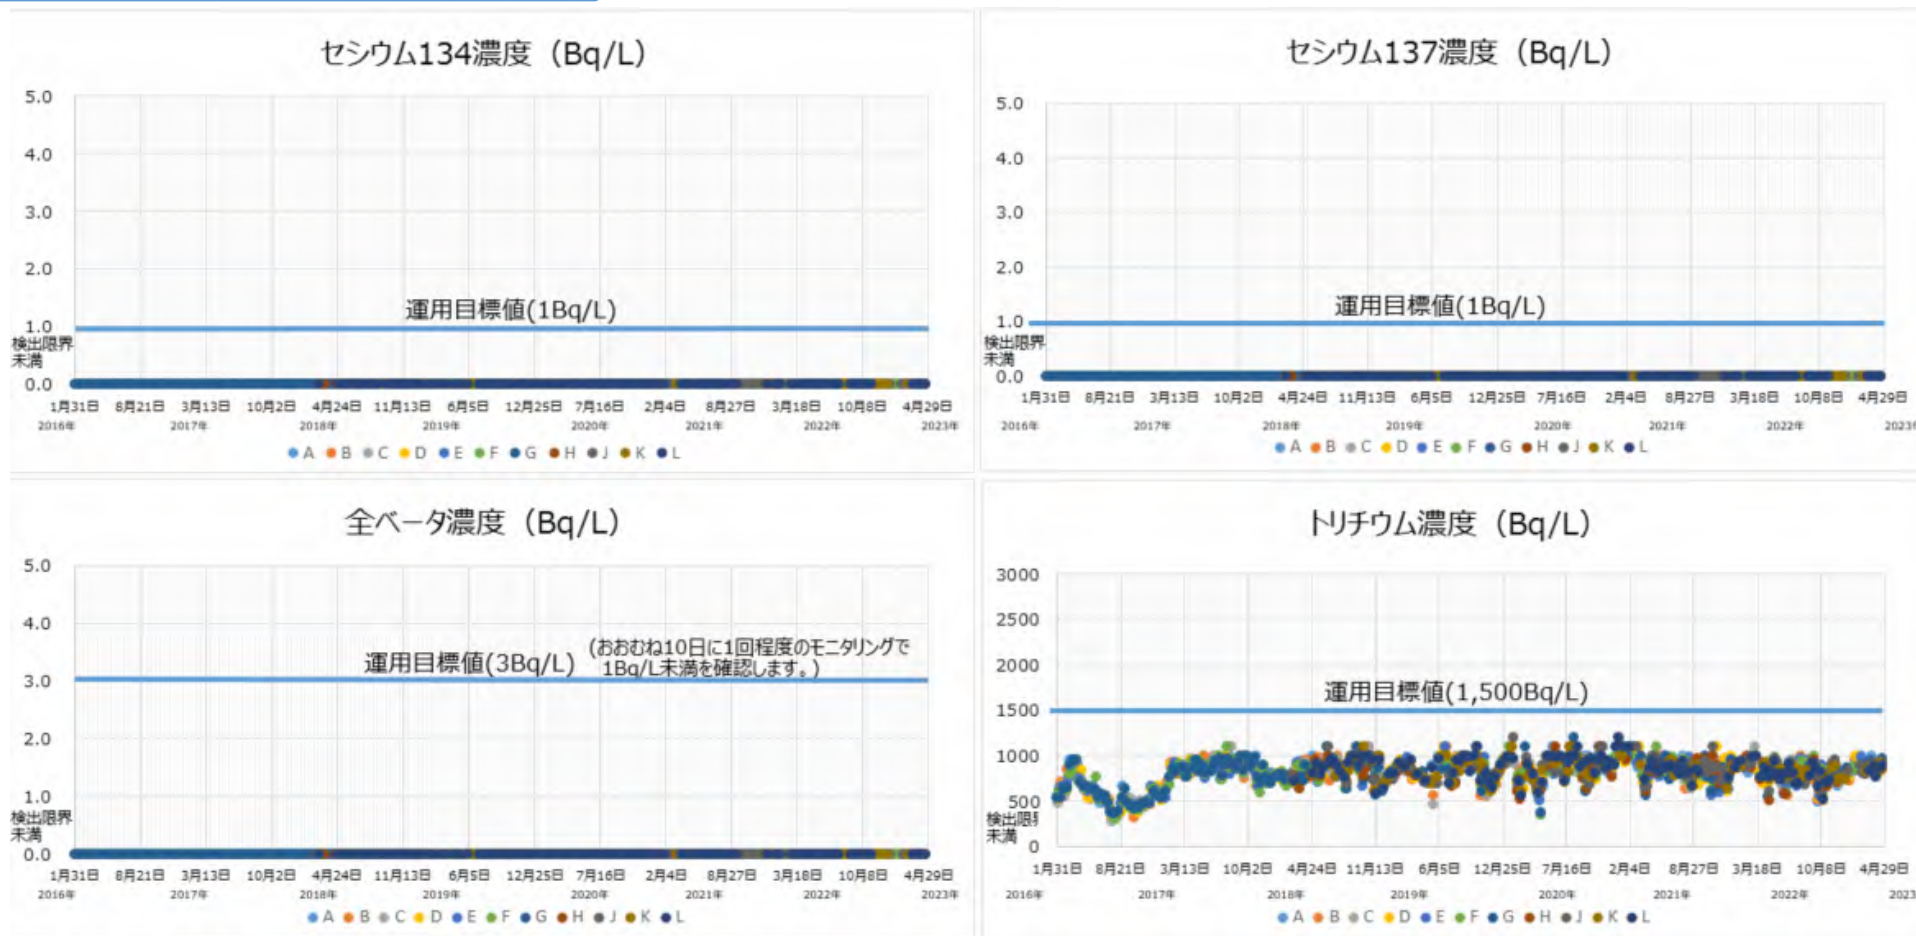 セシウム134濃度（Bq/L）
5.0
4.0
3.0
2.0
運用目標値(1Bq/L)
1.0
検出限界
未満
0.0
1月31日 8月21日 3月13日 10月2日 4月24日 11月13日 6月5日 12月25日 7月16日 2月4日 8月27日 3月18日 10月8日 4月29日
2016年 2017年 2018年 2019年 2020年 2021年 2022年 2023年
A B C D E F G H J K L
セシウム137濃度（Bq/L）
5.0
4.0
3.0
2.0
運用目標値(1Bq/L)
1.0
検出限界
未満
0.0
1月31日 8月21日 3月13日 10月2日 4月24日 11月13日 6月5日 12月25日 7月16日 2月4日 8月27日 3月18日 10月8日 4月29日
2016年 2017年 2018年 2019年 2020年 2021年 2022年 2023
A B C D E F G H J K L
全ベータ濃度（Bq/L）
5.0
4.0
運用目標値(3Bq/L) (おおむね10日に1回程度のモニタリングで
1Bq/L未満を確認します。)
3.0
2.0
1.0
検出限界
未満
0.0
1月31日 8月21日 3月13日 10月2日 4月24日 11月13日 6月5日 12月25日 7月16日 2月4日 8月27日 3月18日 10月8日 4月29日
2016年 2017年 2018年 2019年 2020年 2021年 2022年 2023年
A B C D E F G H J K L
トリチウム濃度（Bq/L）
3000
2500
2000
運用目標値(1,500Bq/L)
1500
1000
500
検出限界
未満
0
1月31日 8月21日 3月13日 10月2日 4月24日 11月13日 6月5日 12月25日 7月16日 2月4日 8月27日 3月18日 10月8日 4月29日
2016年 2017年 2018年 2019年 2020年 2021年 2022年 2023
A B C D E F G H J K L